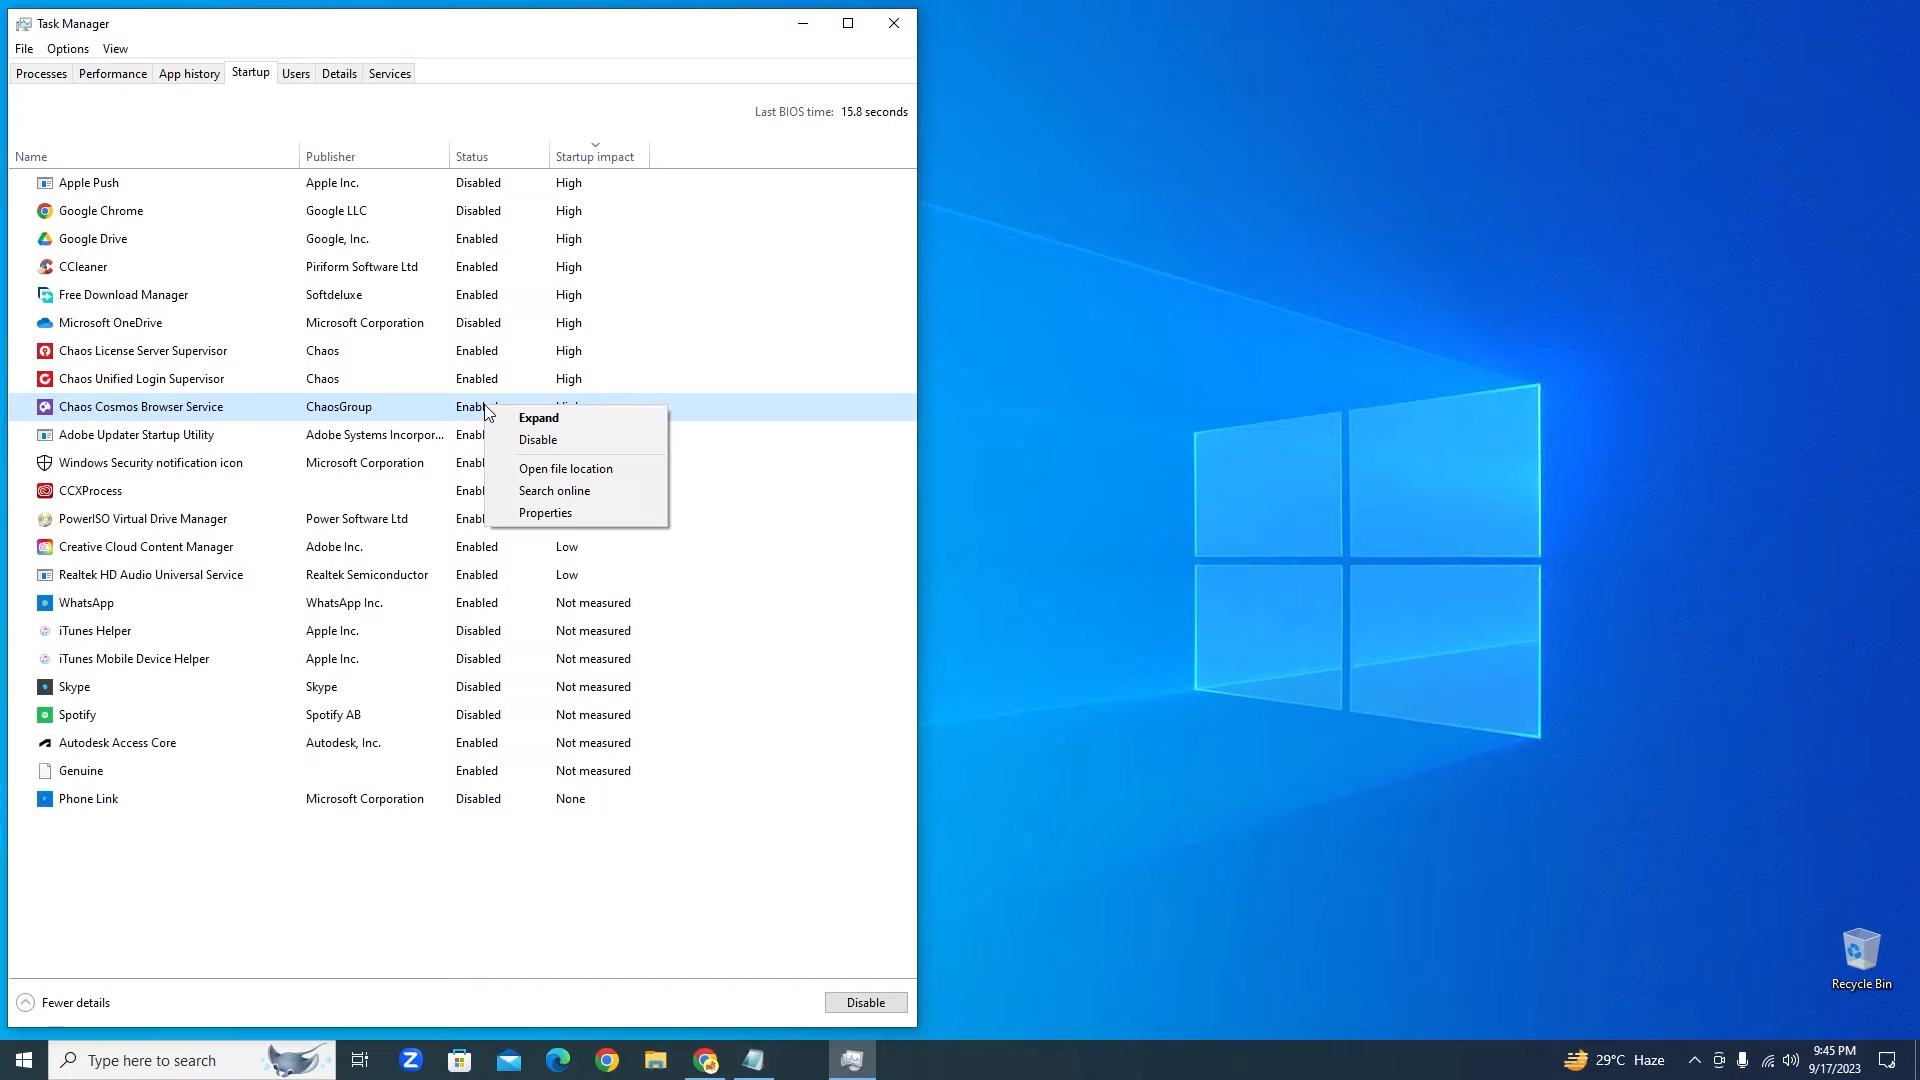 Task Manager
File Options View
Processes Performance App history Startup Users Details Services
Last BIOS time: 15.8 seconds
Name Publisher Status Startup impact
Apple Push Apple Inc. Disabled High
Google Chrome Google LLC Disabled High
Google Drive Google, Inc. Enabled High
CCleaner Piriform Software Ltd Enabled High
Free Download Manager Softdeluxe Enabled High
Microsoft OneDrive Microsoft Corporation Disabled High
Chaos License Server Supervisor Chaos Enabled High
Chaos Unified Login Supervisor Chaos Enabled High
Chaos Cosmos Browser Service ChaosGroup
Expand
Disable
Adobe Updater Startup Utility Adobe Systems Incorpor...
Windows Security notification icon Microsoft Corporation
Open file location
CCXProcess
Search online
PowerISO Virtual Drive Manager Power Software Ltd
Properties
Creative Cloud Content Manager Adobe Inc. Enabled Low
Realtek HD Audio Universal Service Realtek Semiconductor Enabled Low
WhatsApp WhatsApp Inc. Enabled Not measured
iTunes Helper Apple Inc. Disabled Not measured
iTunes Mobile Device Helper Apple Inc. Disabled Not measured
Skype Skype Disabled Not measured
Spotify Spotify AB Disabled Not measured
Autodesk Access Core Autodesk, Inc. Enabled Not measured
Genuine Enabled Not measured
Phone Link Microsoft Corporation Disabled None
Fewer details Disable
Recycle Bin
Type here to search
29°C Haze
9:45 PM
9/17/2023